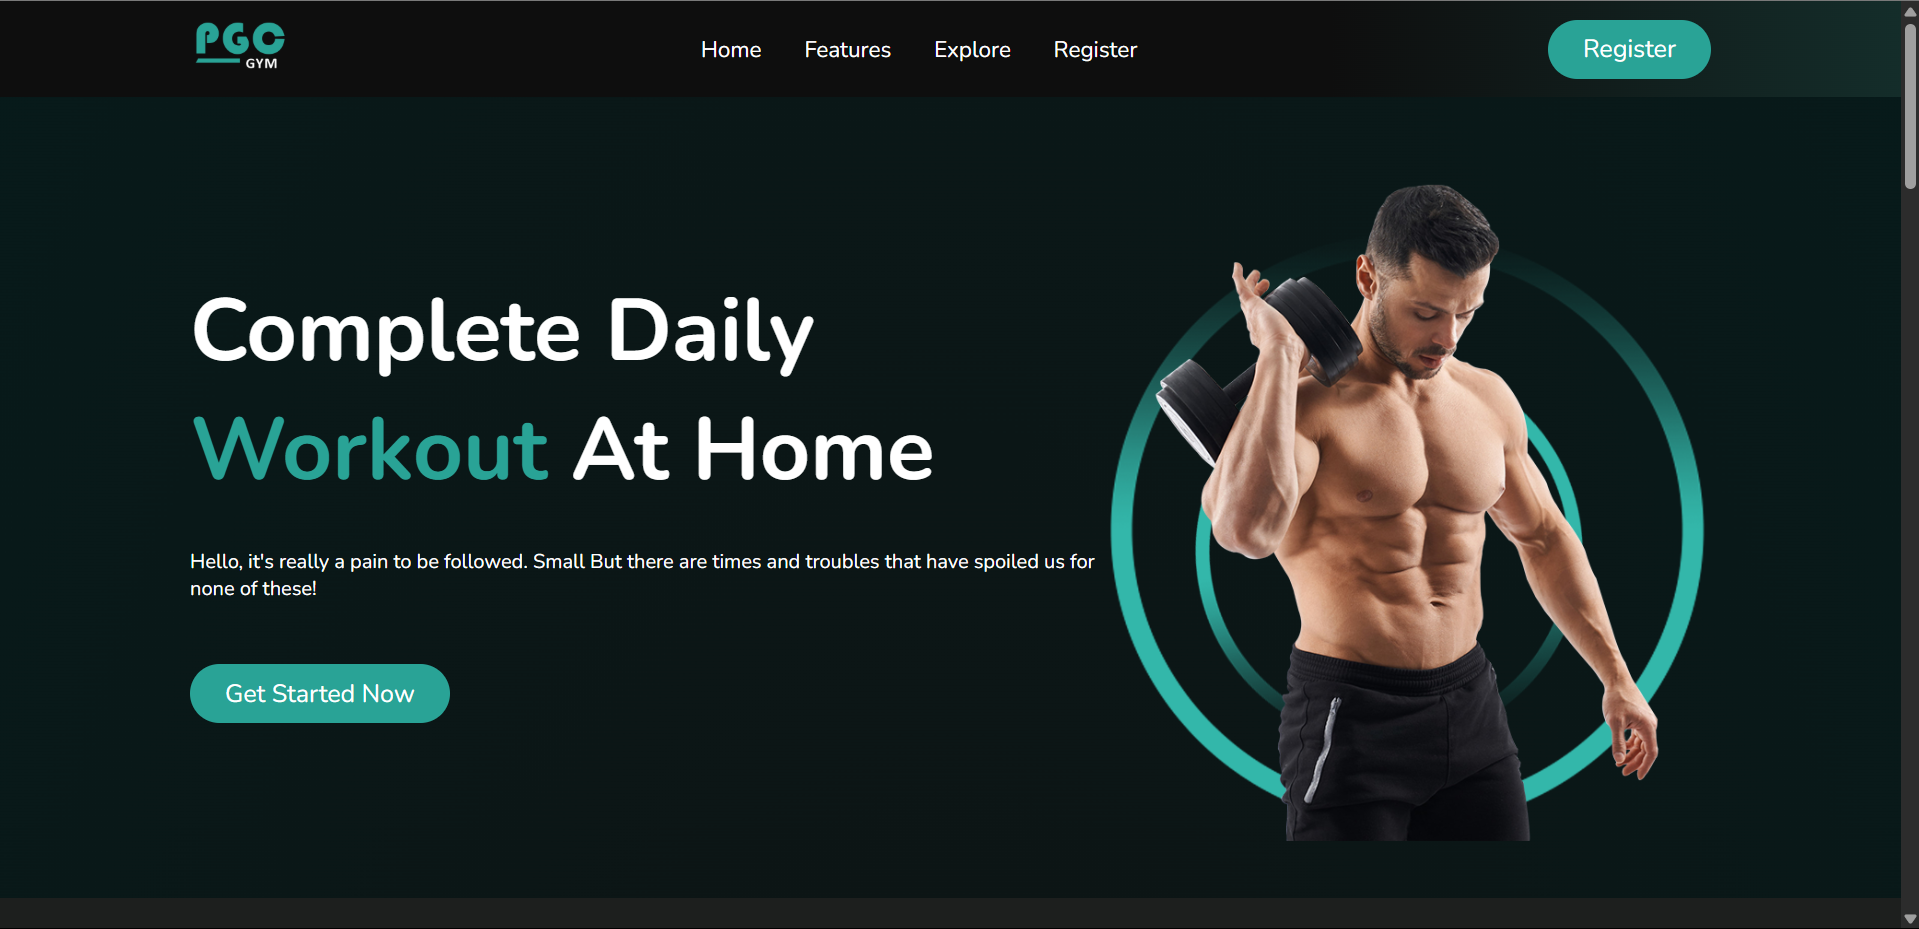 PGC
GYM
Home
Features
Explore
Register
Register
Complete Daily
Workout At Home
Hello, it's really a pain to be followed. Small But there are times and troubles that have spoiled us for
none of these!
Get Started Now